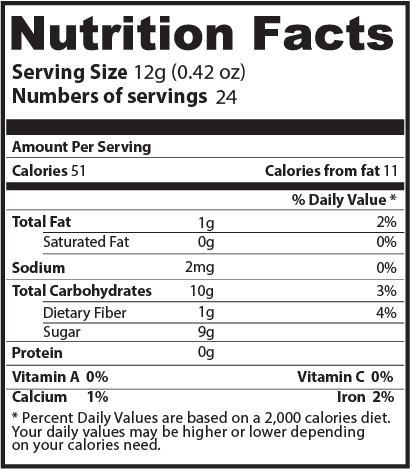 Nutrition Facts
Serving Size 12g (0.42 oz)
Numbers of servings 24
Amount Per Serving
Calories 51 Calories from fat 11
% Daily Value *
Total Fat 1g 2%
Saturated Fat 0g 0%
Sodium 2mg 0%
Total Carbohydrates 10g 3%
Dietary Fiber 1g 4%
Sugar 9g
Protein 0g
Vitamin A 0% Vitamin C 0%
Calcium 1% Iron 2%
* Percent Daily Values are based on a 2,000 calories diet.
Your daily values may be higher or lower depending
on your calories need.